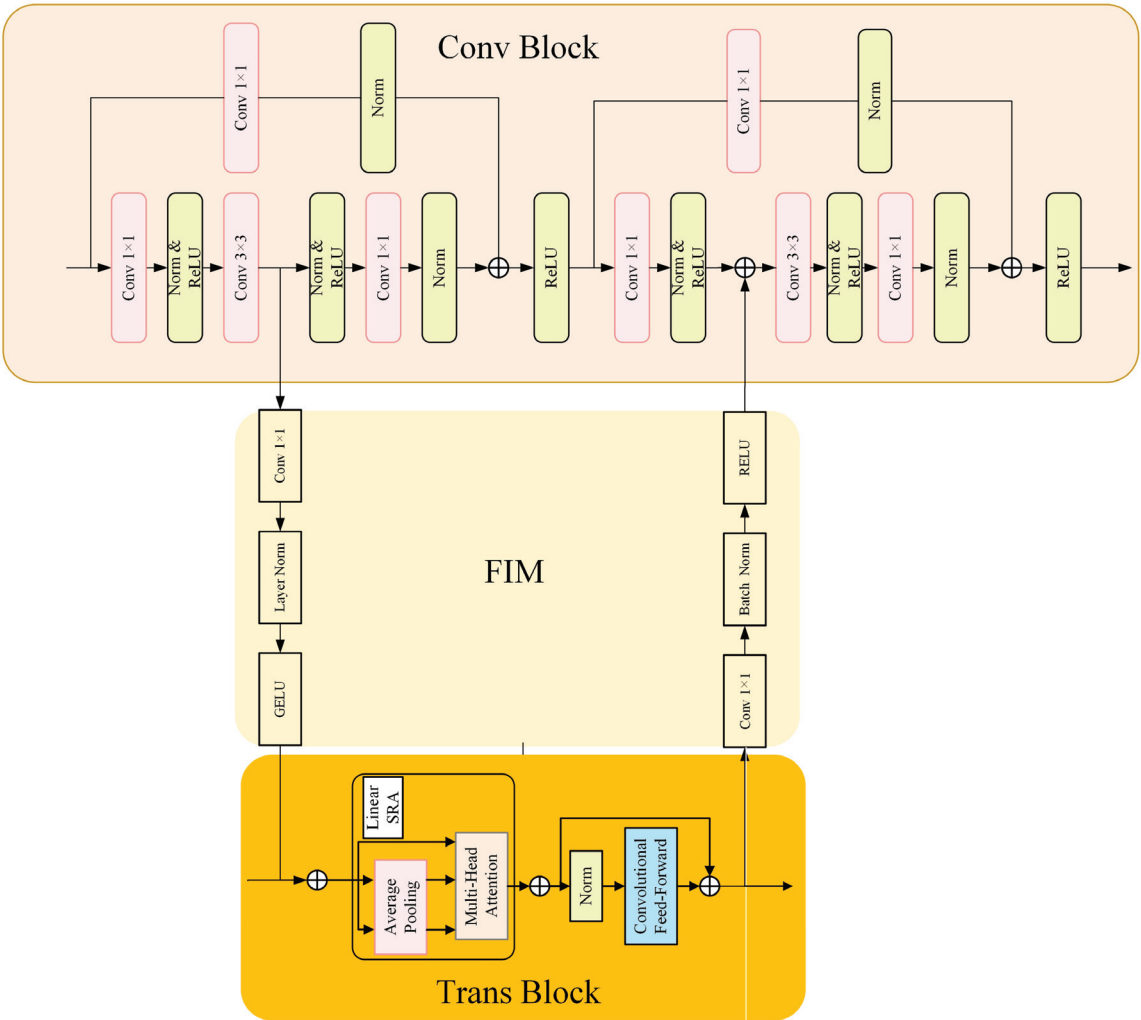 Conv Block
Conv 1×1
Norm
Conv 1×1
Norm
Conv 1×1
Norm &
ReLU
Conv 3×3
Norm &
ReLU
Conv 1×1
Norm
ReLU
Conv 1×1
Norm &
ReLU
Conv 3×3
Norm &
ReLU
Conv 1×1
Norm
ReLU
Conv 1×1
Layer Norm
GELU
FIM
RELU
Batch Norm
Conv 1×1
Linear
SRA
Average
Pooling
Multi-Head
Attention
Norm
Convolutional
Feed-Forward
Trans Block